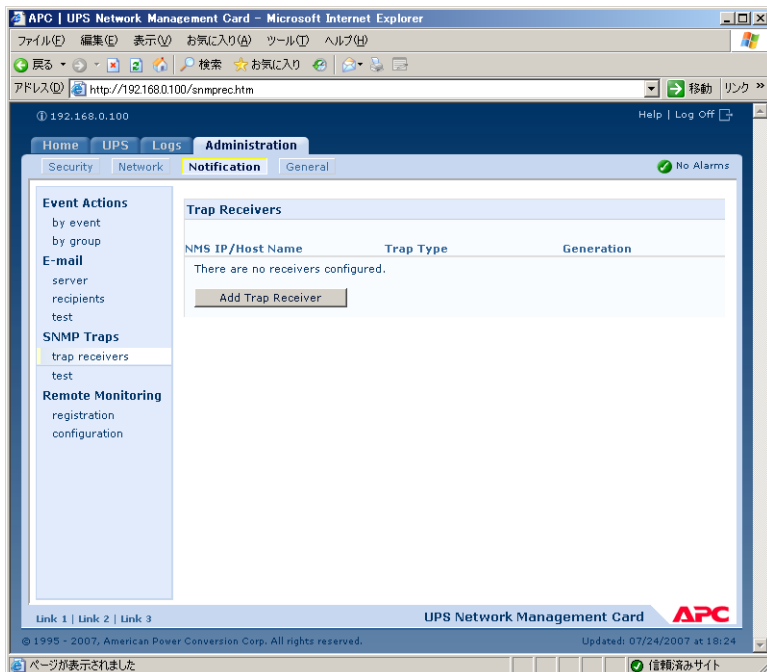 APC | UPS Network Management Card - Microsoft Internet Explorer
ファイル(F) 編集(E) 表示(V) お気に入り(A) ツール(T) ヘルプ(H)
戻る 検索 お気に入り
アドレス(D) http://192.168.0.100/snmprec.htm 移動 リンク »
192.168.0.100 Help | Log Off
Home UPS Logs Administration
Security Network Notification General No Alarms
Event Actions
by event
by group
E-mail
server
recipients
test
SNMP Traps
trap receivers
test
Remote Monitoring
registration
configuration
Trap Receivers
NMS IP/Host Name Trap Type Generation
There are no receivers configured.
Add Trap Receiver
Link 1 | Link 2 | Link 3 UPS Network Management Card APC
© 1995 - 2007, American Power Conversion Corp. All rights reserved. Updated: 07/24/2007 at 18:24
ページが表示されました 信頼済みサイト